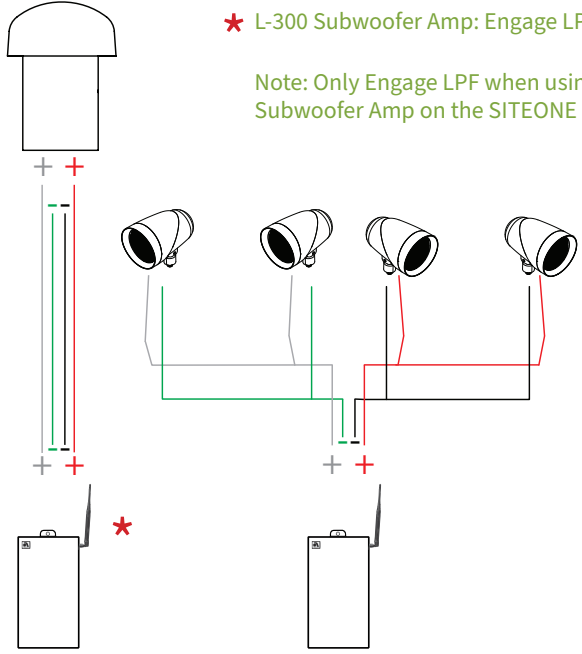 * L-300 Subwoofer Amp: Engage
Note: Only Engage LPF when
Subwoofer Amp on the SITEONE
+ +
- -
- -
+ +
- -
+ +
*